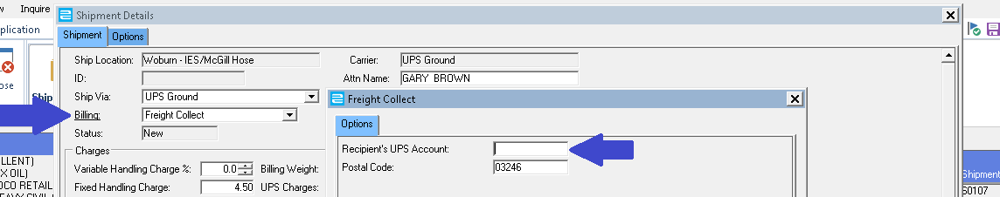 w Inquire
Shipment Details
plication
Shipment Options
Ship Location: Woburn - IES/McGill Hose Carrier: UPS Ground
ID: Attn Name: GARY BROWN
ose Ship
Ship Via: UPS Ground Freight Collect
Billing: Freight Collect Options
Status: New Recipient's UPS Account:
Charges Postal Code: 03246
LLENT) Variable Handling Charge %: 0.0 Billing Weight:
X OIL)
OCO RETAIL Shipment
Fixed Handling Charge: 4.50 UPS Charges:
60107